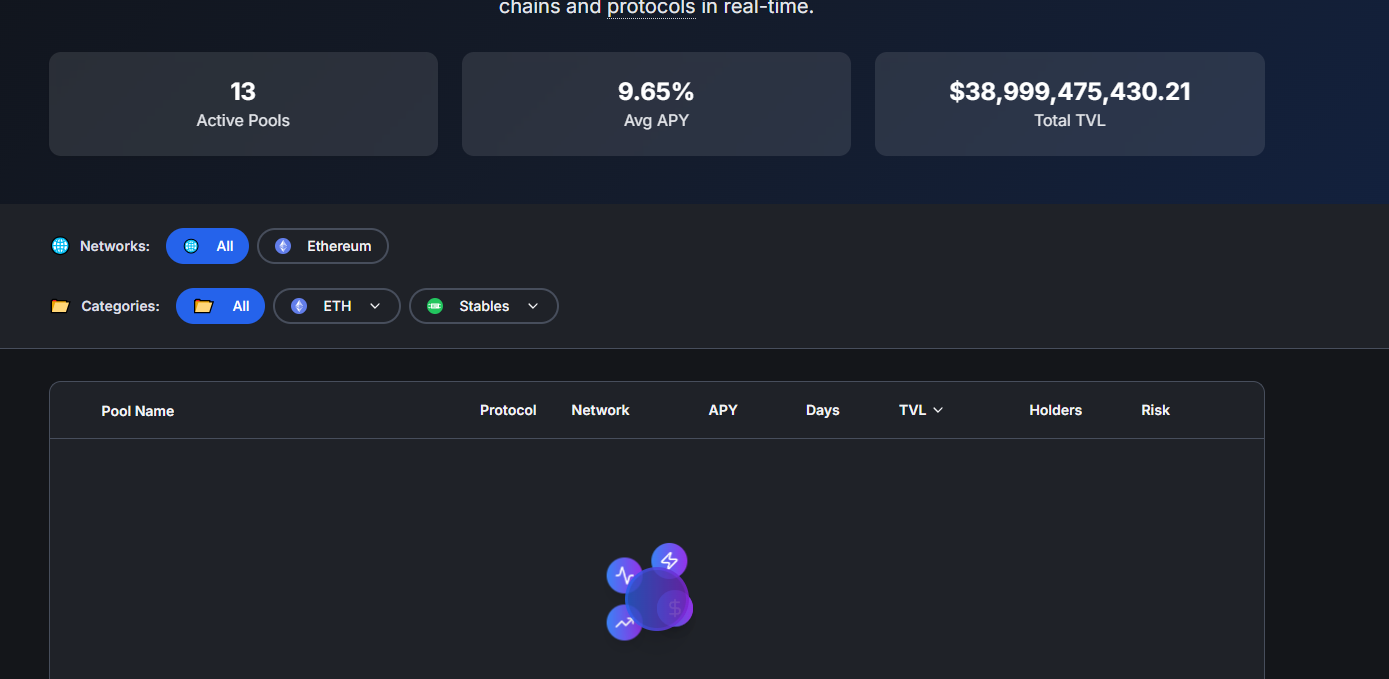 chains and protocols in real-time.
13
Active Pools
9.65%
Avg APY
$38,999,475,430.21
Total TVL
Networks: All Ethereum
Categories: All ETH Stables
Pool Name Protocol Network APY Days TVL Holders Risk
$